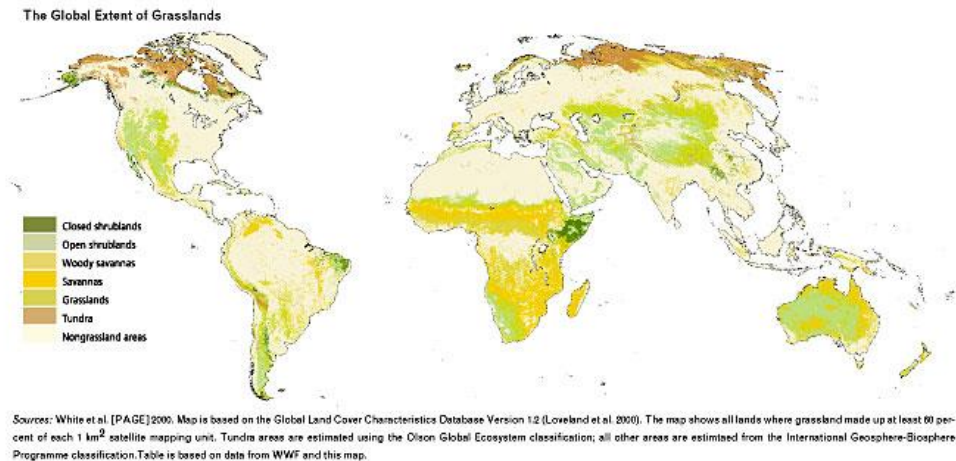 The Global Extent of Grasslands
Closed shrublands
Open shrublands
Woody savannas
Savannas
Grasslands
Tundra
Nongrassland areas
Sources: White et al. [PAGE] 2000. Map is based on the Global Land Cover Characteristics Database Version 1.2 (Loveland et al. 2000). The map shows all lands where grassland made up at least 60 per-
cent of each 1 km² satellite mapping unit. Tundra areas are estimated using the Olson Global Ecosystem classification; all other areas are estimtaed from the International Geosphere-Biosphere
Programme classification.Table is based on data from WWF and this map.